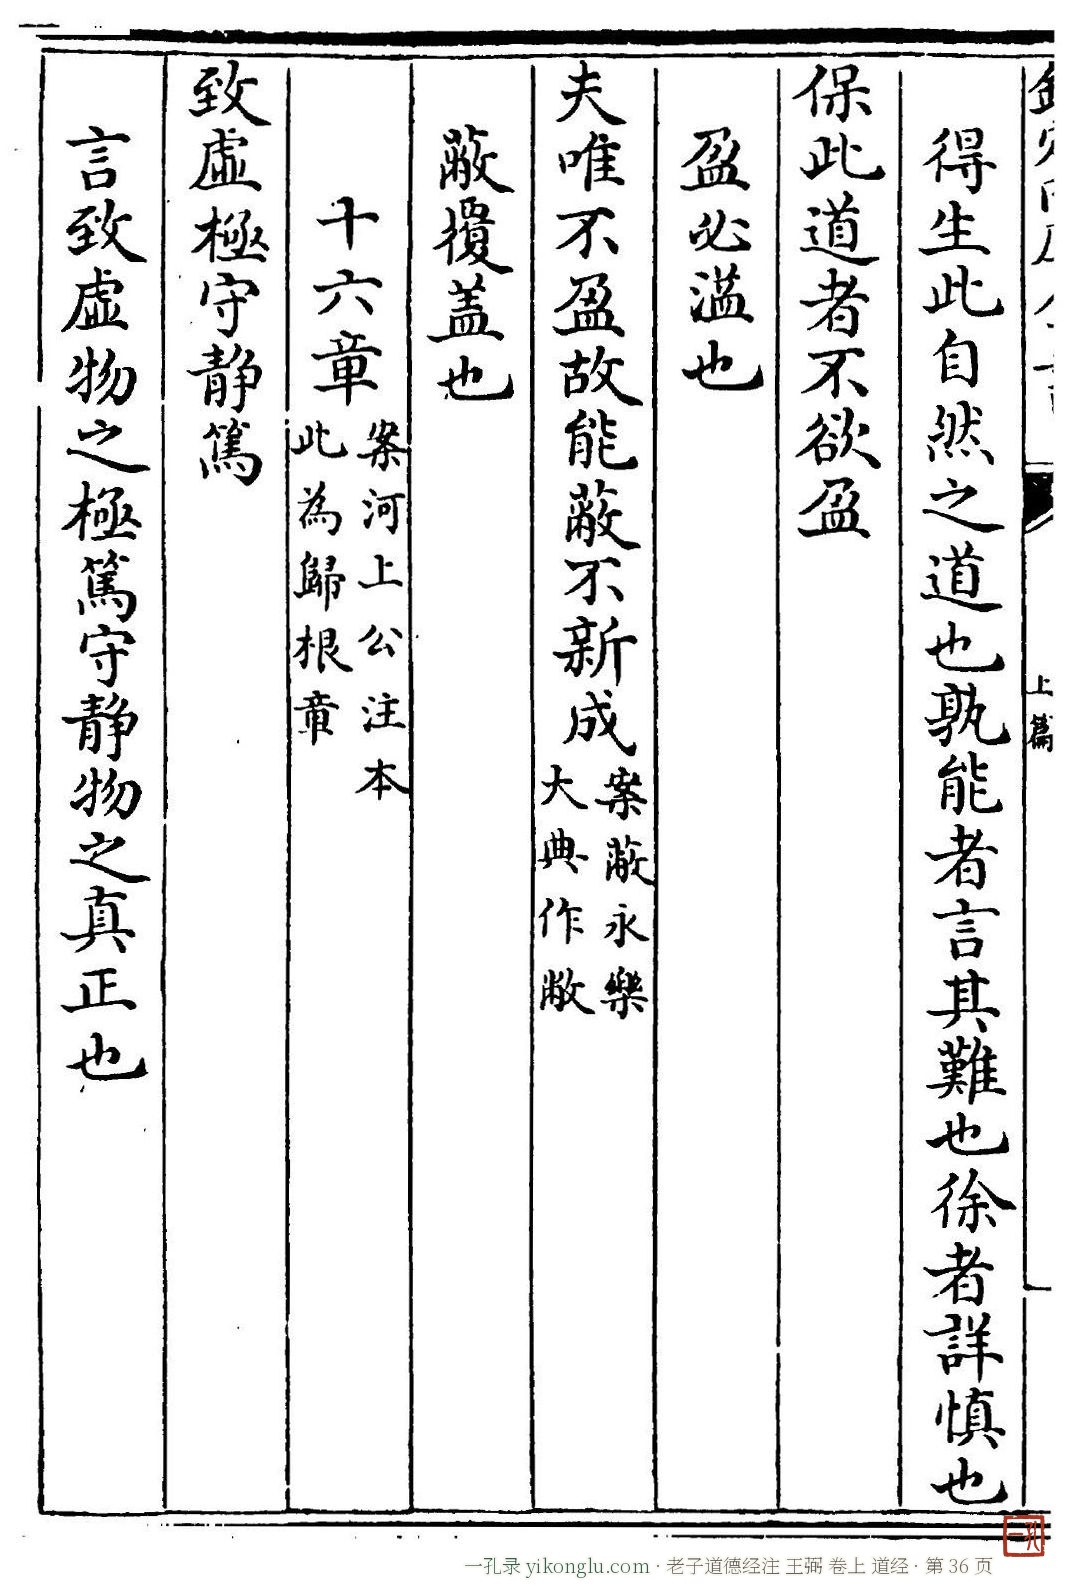 上篇
得生此自然之道也孰能者言其難也徐者詳慎也
保此道者不欲盈
盈必溢也
夫唯不盈故能蔽不新成
案蔽永樂
大典作敝
蔽覆盖也
十六章
案河上公注本
此為歸根章
致虛極守静篤
言致虛物之極篤守静物之真正也
一孔
一孔录 yikonglu.com · 老子道德经注 王弼 卷上 道经 · 第 36 页